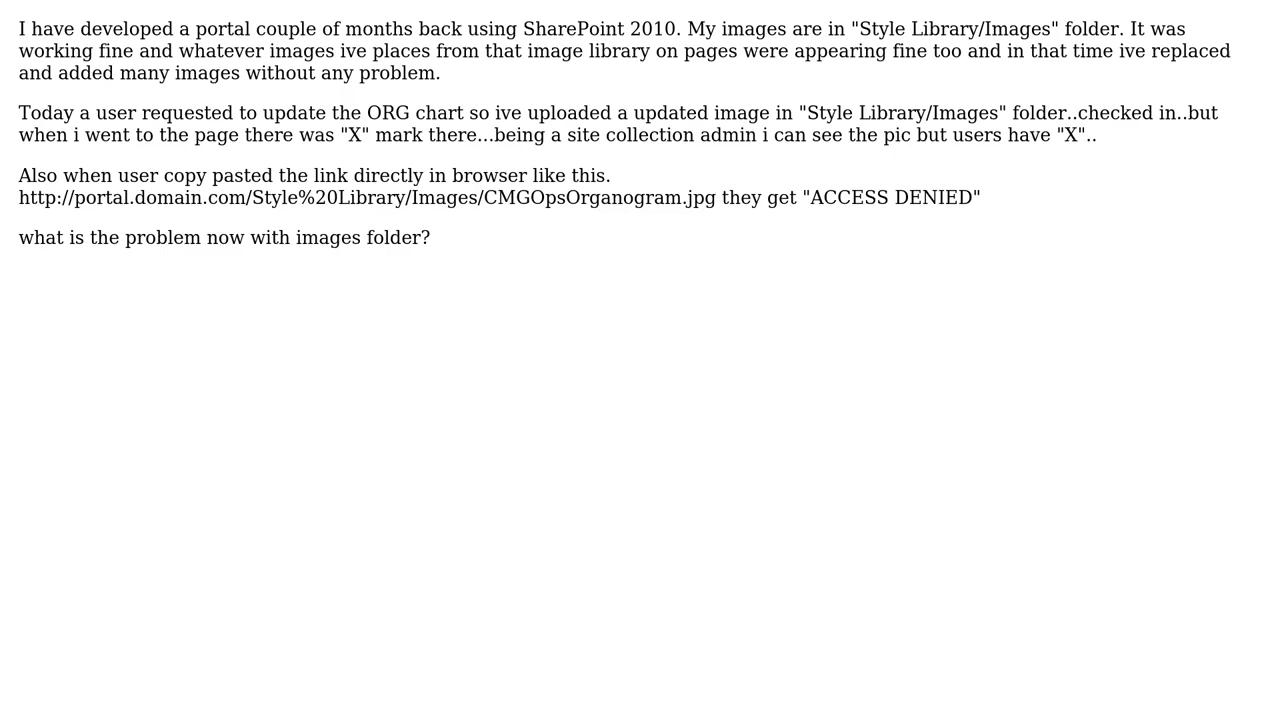 I have developed a portal couple of months back using SharePoint 2010. My images are in "Style Library/Images" folder. It was
working fine and whatever images ive places from that image library on pages were appearing fine too and in that time ive replaced
and added many images without any problem.
Today a user requested to update the ORG chart so ive uploaded a updated image in "Style Library/Images" folder..checked in..but
when i went to the page there was "X" mark there...being a site collection admin i can see the pic but users have "X"..
Also when user copy pasted the link directly in browser like this.
http://portal.domain.com/Style%20Library/Images/CMGOpsOrganogram.jpg they get "ACCESS DENIED"
what is the problem now with images folder?